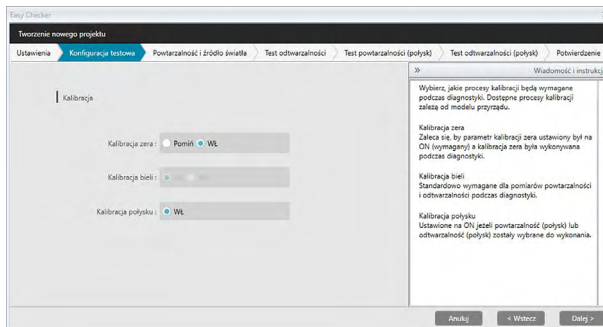 Easy Checker
Tworzenie nowego projektu
Ustawienia
Konfiguracja testowa
Powtarzalność i źródło światła
Test odtwarzalności
Test powtarzalności (połysk)
Test odtwarzalności (połysk)
Potwierdzenie
» Wiadomość i instrukcj
Kalibracja
Kalibracja zera : Pomiń WŁ
Kalibracja bieli :
Kalibracja połysku : WŁ
Wybierz, jakie procesy kalibracji będą wymagane
podczas diagnostyki. Dostępne procesy kalibracji
zależą od modelu przyrządu.
Kalibracja zera
Zaleca się, by parametr kalibracji zera ustawiony był na
ON (wymagany) a kalibracja zera była wykonywana
podczas diagnostyki.
Kalibracja bieli
Standardowo wymagane dla pomiarów powtarzalności
i odtwarzalności podczas diagnostyki.
Kalibracja połysku
Ustawione na ON jeżeli powtarzalność (połysk) lub
odtwarzalność (połysk) zostały wybrane do wykonania.
Anuluj
< Wstecz
Dalej >